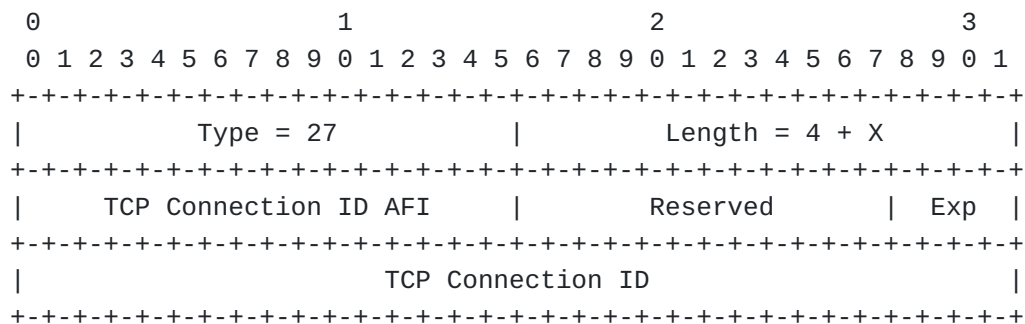 0                   1                   2                   3
0 1 2 3 4 5 6 7 8 9 0 1 2 3 4 5 6 7 8 9 0 1 2 3 4 5 6 7 8 9 0 1
+-+-+-+-+-+-+-+-+-+-+-+-+-+-+-+-+-+-+-+-+-+-+-+-+-+-+-+-+-+-+-+-+
|           Type = 27           |         Length = 4 + X        |
+-+-+-+-+-+-+-+-+-+-+-+-+-+-+-+-+-+-+-+-+-+-+-+-+-+-+-+-+-+-+-+-+
|     TCP Connection ID AFI     |        Reserved       |  Exp  |
+-+-+-+-+-+-+-+-+-+-+-+-+-+-+-+-+-+-+-+-+-+-+-+-+-+-+-+-+-+-+-+-+
|                       TCP Connection ID                       |
+-+-+-+-+-+-+-+-+-+-+-+-+-+-+-+-+-+-+-+-+-+-+-+-+-+-+-+-+-+-+-+-+